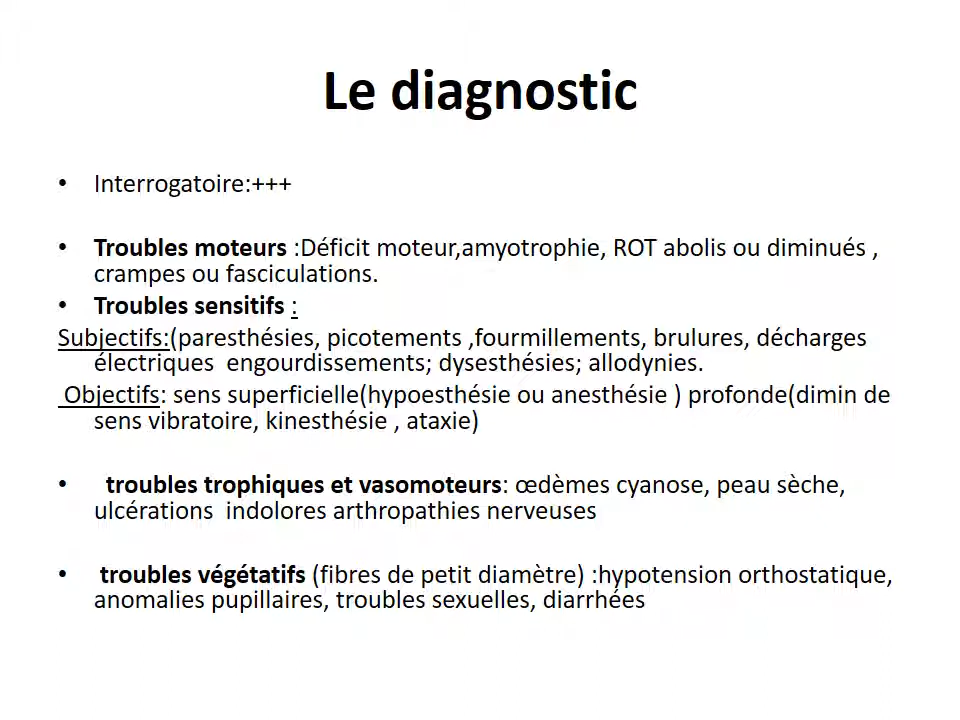 Le diagnostic
• Interrogatoire:+++
• Troubles moteurs :Déficit moteur,amyotrophie, ROT abolis ou diminués ,
crampes ou fasciculations.
• Troubles sensitifs :
Subjectifs:(paresthésies, picotements ,fourmillements, brulures, décharges
électriques  engourdissements; dysesthésies; allodynies.
Objectifs: sens superficielle(hypoesthésie ou anesthésie ) profonde(dimin de
sens vibratoire, kinesthésie , ataxie)
• troubles trophiques et vasomoteurs: œdèmes cyanose, peau sèche,
ulcérations  indolores arthropathies nerveuses
• troubles végétatifs (fibres de petit diamètre) :hypotension orthostatique,
anomalies pupillaires, troubles sexuelles, diarrhées